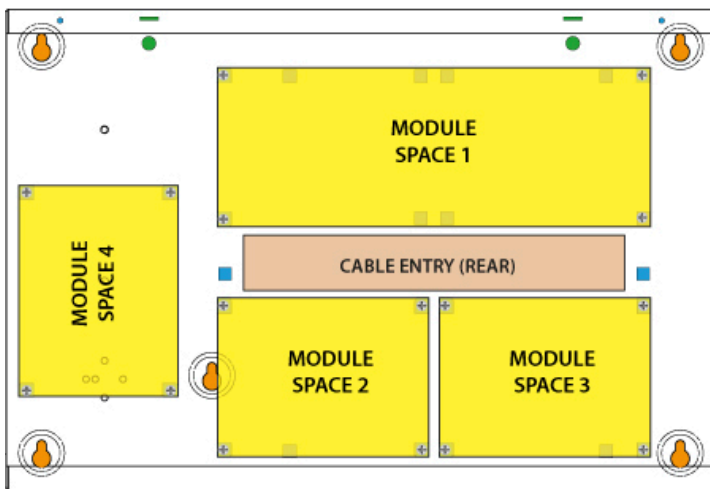 MODULE
SPACE 1
MODULE
SPACE 4
CABLE ENTRY (REAR)
MODULE
SPACE 2
MODULE
SPACE 3